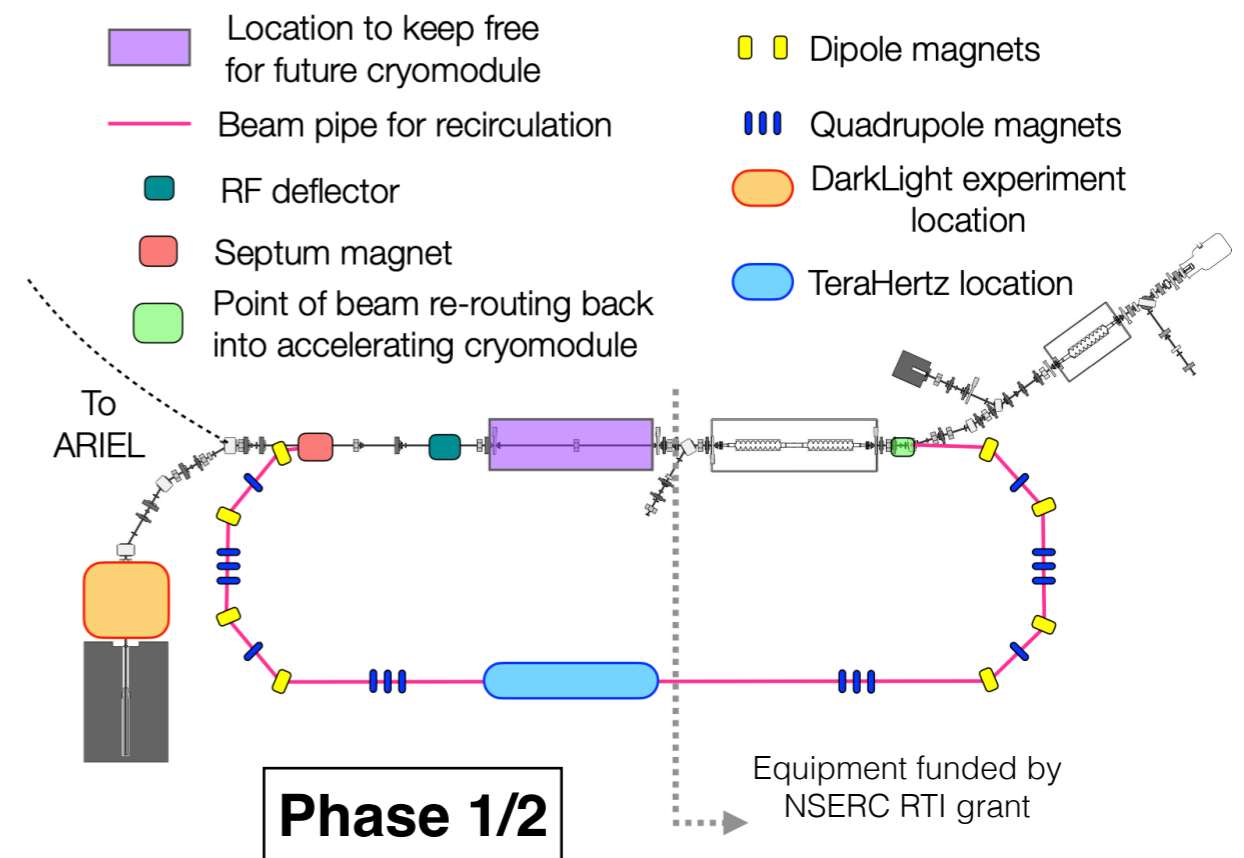 Location to keep free
for future cryomodule
Beam pipe for recirculation
RF deflector
Septum magnet
Point of beam re-routing back
into accelerating cryomodule
Dipole magnets
Quadrupole magnets
DarkLight experiment
location
TeraHertz location
To
ARIEL
Phase 1/2
Equipment funded by
NSERC RTI grant